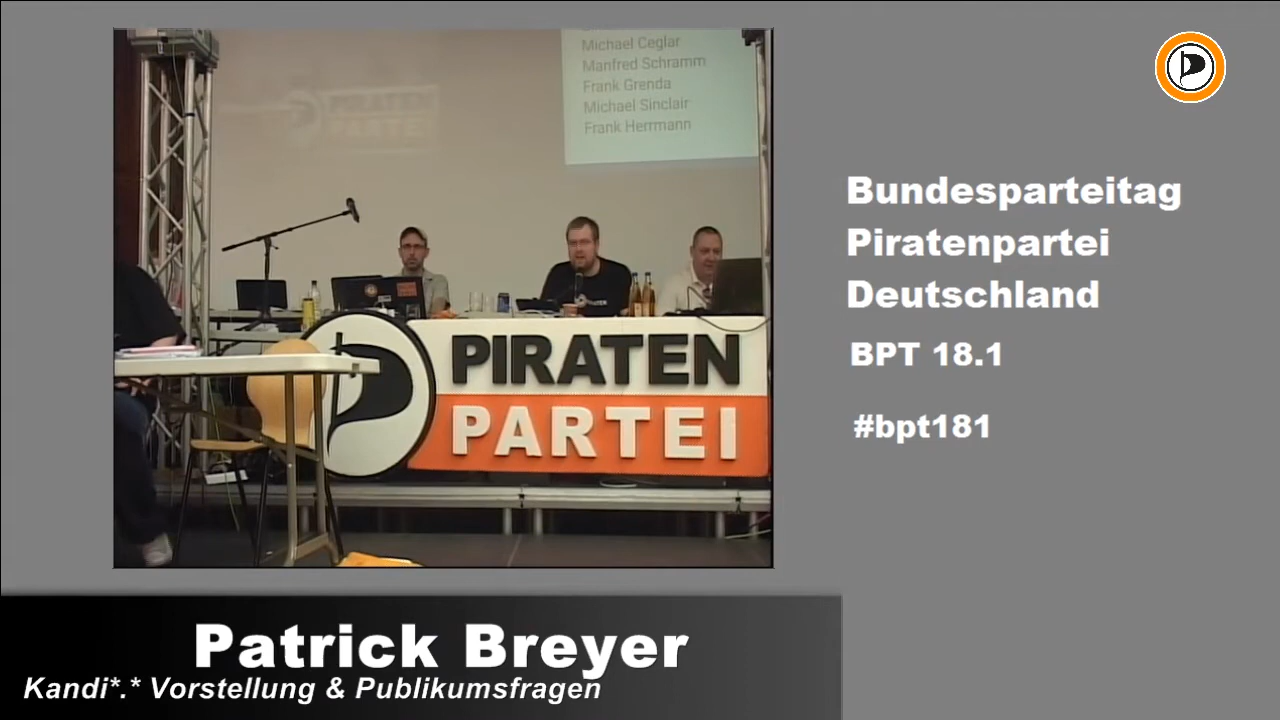 Michael Ceglar
Manfred Schramm
Frank Grenda
Michael Sinclair
Frank Herrmann
PIRATEN
PARTEI
PIRATEN
PARTEI
Bundesparteitag
Piratenpartei
Deutschland
BPT 18.1
#bpt181
Patrick Breyer
Kandi*.* Vorstellung & Publikumsfragen